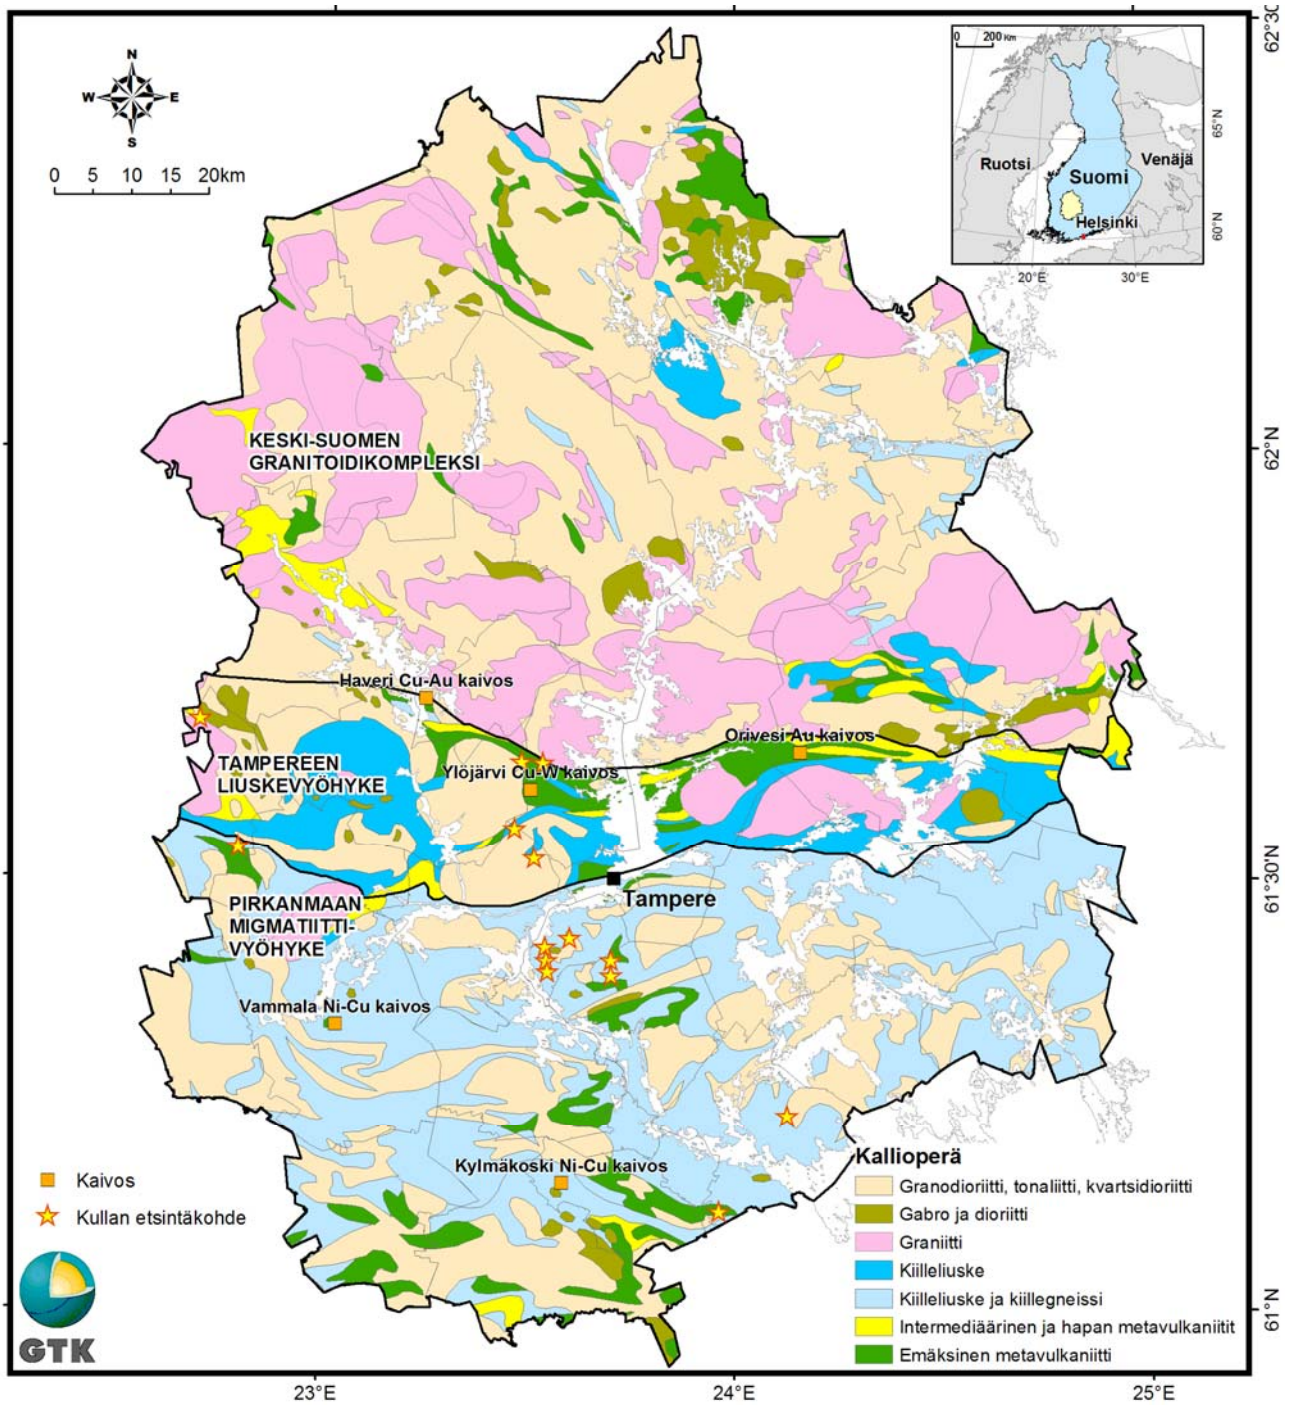 N
W
E
S
0 5 10 15 20km
0 200 Km
Ruotsi
Suomi
Venäjä
Helsinki
65°N
60°N
20°E
30°E
62°30
62°N
61°30'N
61°N
KESKI-SUOMEN
GRANITOIDIKOMPLEKSI
Haveri Cu-Au kaivos
Orivesi Au kaivos
TAMPEREEN
LIUSKEVYÖHYKE
Ylöjärvi Cu-W kaivos
Tampere
PIRKANMAAN
MIGMATIITTI-
VYÖHYKE
Vammala Ni-Cu kaivos
Kylmäkoski Ni-Cu kaivos
Kaivos
Kullan etsintäkohde
GTK
Kallioperä
Granodioriitti, tonaliitti, kvartsidioriitti
Gabro ja dioriitti
Graniitti
Kiilleliuske
Kiilleliuske ja kiillegneissi
Intermediäärinen ja hapan metavulkaniitit
Emäksinen metavulkaniitti
23°E
24°E
25°E